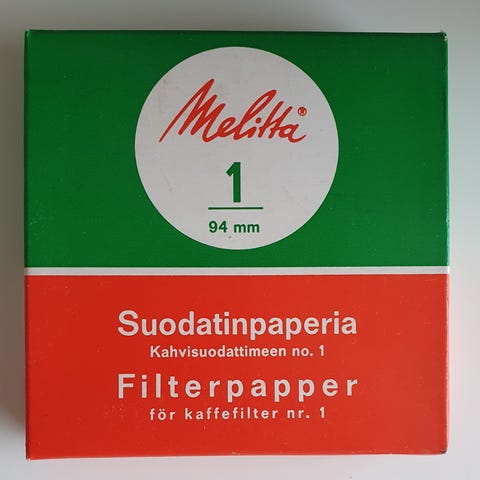 Melitta®
1
94 mm
Suodatinpaperia
Kahvisuodattimeen no. 1
Filterpapper
för kaffefilter nr. 1